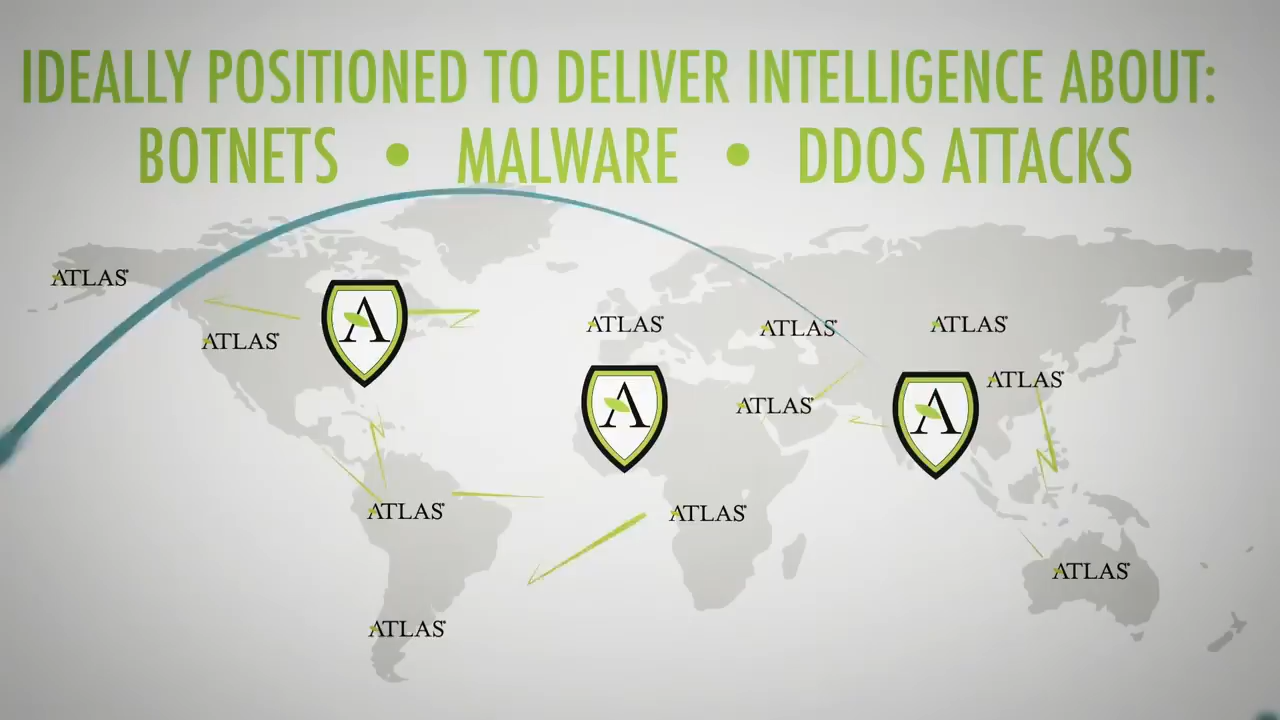 IDEALLY POSITIONED TO DELIVER INTELLIGENCE ABOUT:
BOTNETS • MALWARE • DDOS ATTACKS
ATLAS
ATLAS
A
ATLAS
ATLAS
ATLAS
ATLAS
ATLAS
A
A
ATLAS
ATLAS
ATLAS
ATLAS